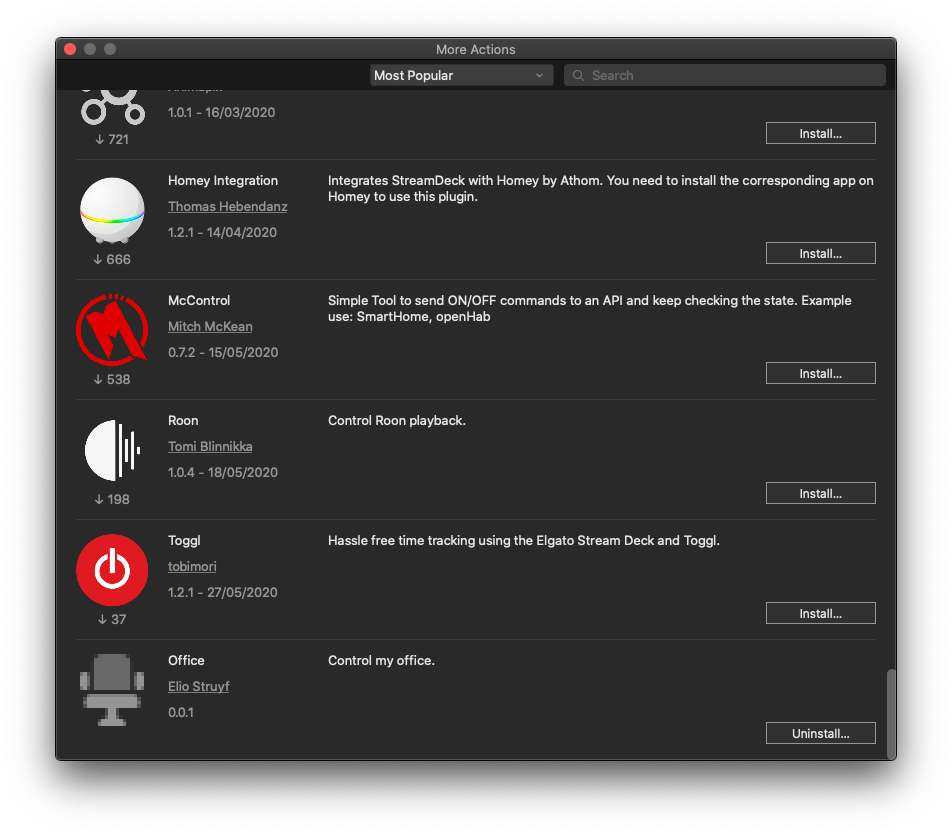 More Actions
Most Popular
Search
1.0.1 - 16/03/2020
↓ 721
Install...
Homey Integration
Integrates StreamDeck with Homey by Athom. You need to install the corresponding app on
Homey to use this plugin.
Thomas Hebendanz
1.2.1 - 14/04/2020
↓ 666
Install...
McControl
Simple Tool to send ON/OFF commands to an API and keep checking the state. Example
use: SmartHome, openHab
Mitch McKean
0.7.2 - 15/05/2020
↓ 538
Install...
Roon
Control Roon playback.
Tomi Blinnikka
1.0.4 - 18/05/2020
↓ 198
Install...
Toggl
Hassle free time tracking using the Elgato Stream Deck and Toggl.
tobimori
1.2.1 - 27/05/2020
↓ 37
Install...
Office
Control my office.
Elio Struyf
0.0.1
Uninstall...